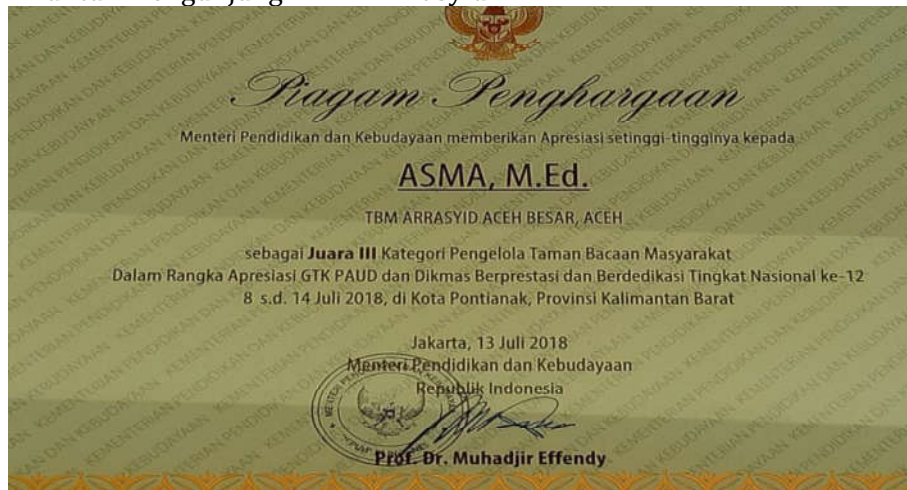 Piagam Penghargaan
Menteri Pendidikan dan Kebudayaan memberikan Apresiasi setinggi-tingginya kepada
ASMA, M.Ed.
TBM ARRASYID ACEH BESAR, ACEH
sebagai Juara III Kategori Pengelola Taman Bacaan Masyarakat
Dalam Rangka Apresiasi GTK PAUD dan Dikmas Berprestasi dan Berdedikasi Tingkat Nasional ke-12
8 s.d. 14 Juli 2018, di Kota Pontianak, Provinsi Kalimantan Barat
Jakarta, 13 Juli 2018
Menteri Pendidikan dan Kebudayaan
Republik Indonesia
Prof. Dr. Muhadjir Effendy